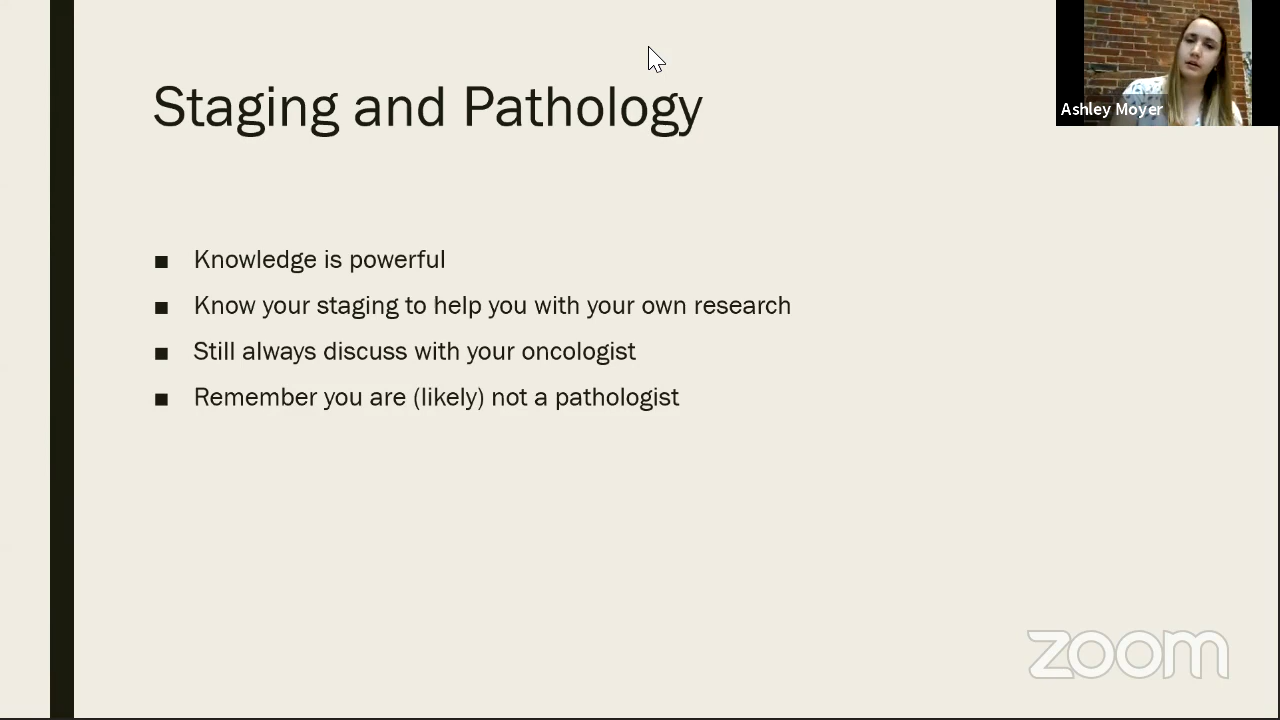 Staging and Pathology
Ashley Moyer
■ Knowledge is powerful
■ Know your staging to help you with your own research
■ Still always discuss with your oncologist
■ Remember you are (likely) not a pathologist
zoom